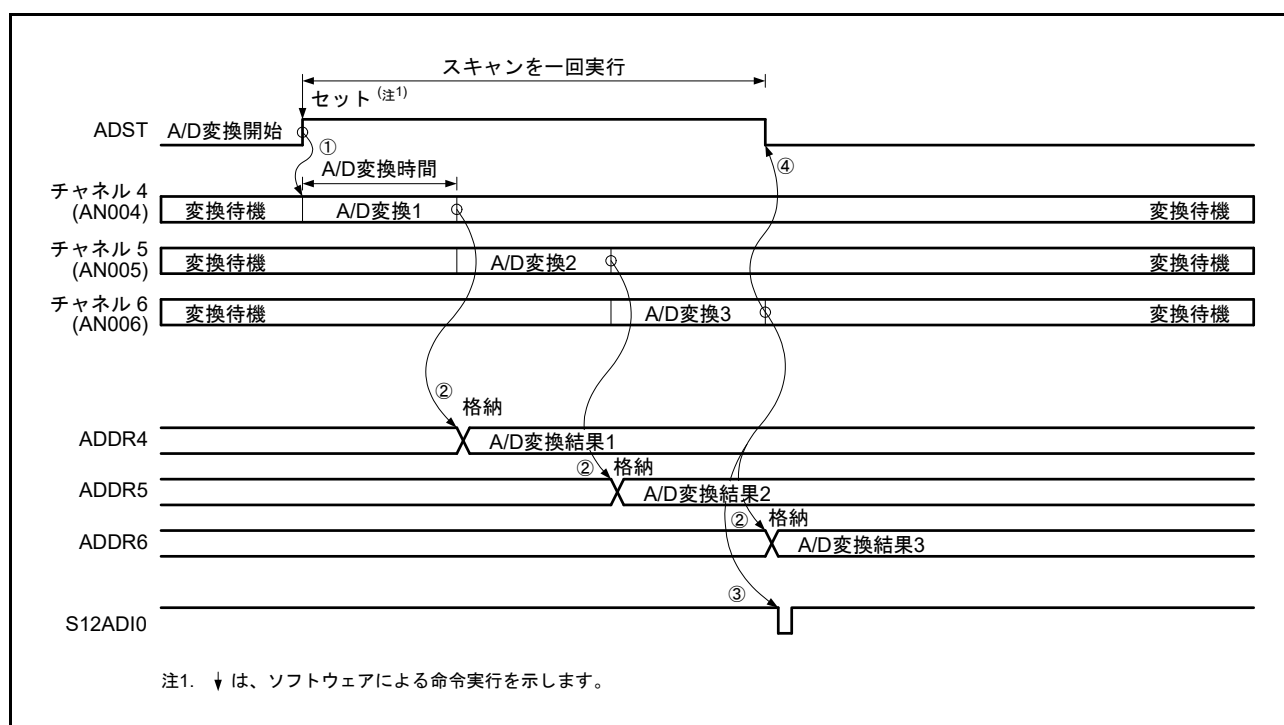 スキャンを一回実行
セット (注1)
ADST A/D変換開始
① ④
A/D変換時間
チャネル 4
(AN004) 変換待機 A/D変換1 変換待機
チャネル 5
(AN005) 変換待機 A/D変換2 変換待機
チャネル 6
(AN006) 変換待機 A/D変換3 変換待機
② 格納
ADDR4 A/D変換結果1
② 格納
ADDR5 A/D変換結果2
② 格納
ADDR6 A/D変換結果3
③
S12ADI0
注1. は、ソフトウェアによる命令実行を示します。